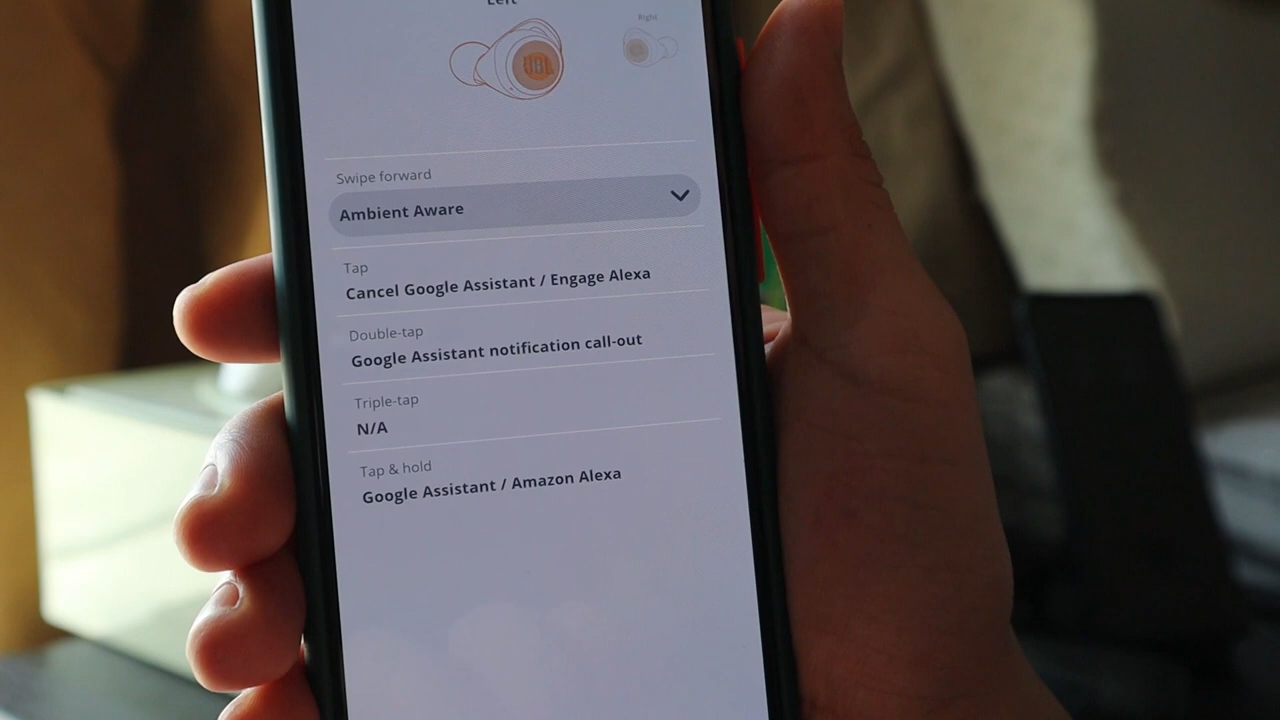 Left
Right
JBL
Swipe forward
Ambient Aware
Tap
Cancel Google Assistant / Engage Alexa
Double-tap
Google Assistant notification call-out
Triple-tap
N/A
Tap & hold
Google Assistant / Amazon Alexa